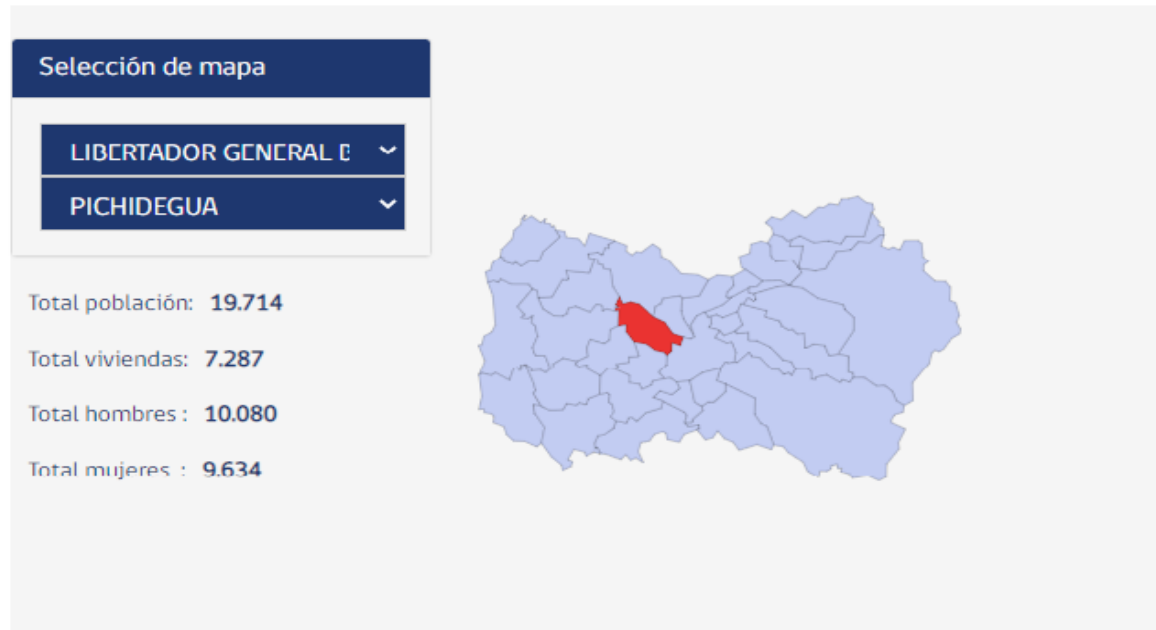 Selección de mapa
LIBERTADOR GENERAL B
PICHIDEGUA
Total población: 19.714
Total viviendas: 7.287
Total hombres : 10.080
Total mujeres : 9.634